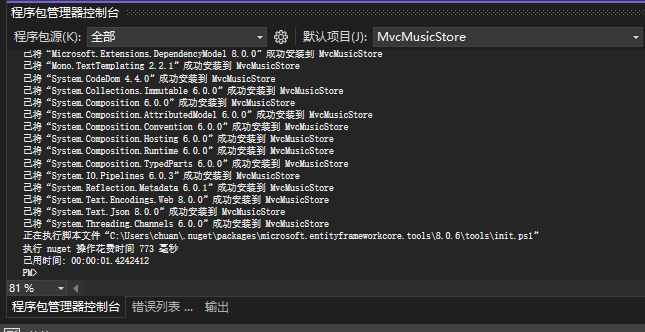 程序包管理器控制台
程序包源(K): 全部 默认项目(J): MvcMusicStore
已将“Microsoft.Extensions.DependencyModel 8.0.0”成功安装到 MvcMusicStore
已将“Mono.TextTemplating 2.2.1”成功安装到 MvcMusicStore
已将“System.CodeDom 4.4.0”成功安装到 MvcMusicStore
已将“System.Collections.Immutable 6.0.0”成功安装到 MvcMusicStore
已将“System.Composition 6.0.0”成功安装到 MvcMusicStore
已将“System.Composition.AttributedModel 6.0.0”成功安装到 MvcMusicStore
已将“System.Composition.Convention 6.0.0”成功安装到 MvcMusicStore
已将“System.Composition.Hosting 6.0.0”成功安装到 MvcMusicStore
已将“System.Composition.Runtime 6.0.0”成功安装到 MvcMusicStore
已将“System.Composition.TypedParts 6.0.0”成功安装到 MvcMusicStore
已将“System.IO.Pipelines 6.0.3”成功安装到 MvcMusicStore
已将“System.Reflection.Metadata 6.0.1”成功安装到 MvcMusicStore
已将“System.Text.Encodings.Web 8.0.0”成功安装到 MvcMusicStore
已将“System.Text.Json 8.0.0”成功安装到 MvcMusicStore
已将“System.Threading.Channels 6.0.0”成功安装到 MvcMusicStore
正在执行脚本文件“C:\Users\chuan\.nuget\packages\microsoft.entityframeworkcore.tools\8.0.6\tools\init.ps1”
执行 nuget 操作花费时间 773 毫秒
已用时间: 00:00:01.4242412
PM>
81 %
程序包管理器控制台 错误列表 ... 输出